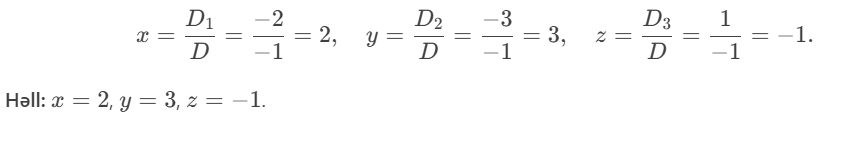 x = D₁/D = −2/−1 = 2, y = D₂/D = −3/−1 = 3, z = D₃/D = 1/−1 = −1.
Həll: x = 2, y = 3, z = −1.